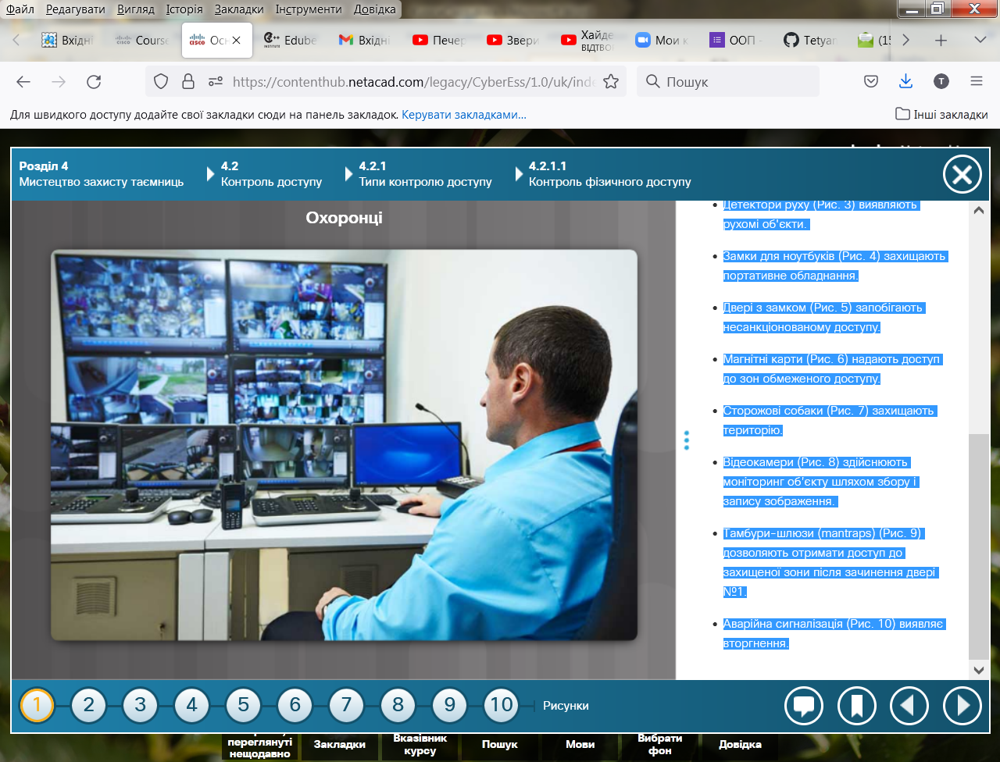 Файл Редагувати Вигляд Історія Закладки Інструменти Довідка
Вхідні Course Осн Edube Вхідні Печер Звери Хайде Мои к ООП - Tetyan (15
https://contenthub.netacad.com/legacy/CyberEss/1.0/uk/inde
Пошук
Для швидкого доступу додайте свої закладки сюди на панель закладок. Керувати закладками...
Інші закладки
Розділ 4
Мистецтво захисту таємниць
4.2
Контроль доступу
4.2.1
Типи контролю доступу
4.2.1.1
Контроль фізичного доступу
Охоронці
• Детектори руху (Рис. 3) виявляють
рухомі об'єкти.
• Замки для ноутбуків (Рис. 4) захищають
портативне обладнання.
• Двері з замком (Рис. 5) запобігають
несанкціонованому доступу.
• Магнітні карти (Рис. 6) надають доступ
до зон обмеженого доступу.
• Сторожові собаки (Рис. 7) захищають
територію.
• Відеокамери (Рис. 8) здійснюють
моніторинг об'єкту шляхом збору і
запису зображення.
• Тамбури-шлюзи (mantraps) (Рис. 9)
дозволяють отримати доступ до
захищеної зони після зачинення двері
№1.
• Аварійна сигналізація (Рис. 10) виявляє
вторгнення.
1 2 3 4 5 6 7 8 9 10 Рисунки
переглянуті
нещодавно
Закладки
Вказівник
курсу
Пошук
Мови
Вибрати
фон
Довідка